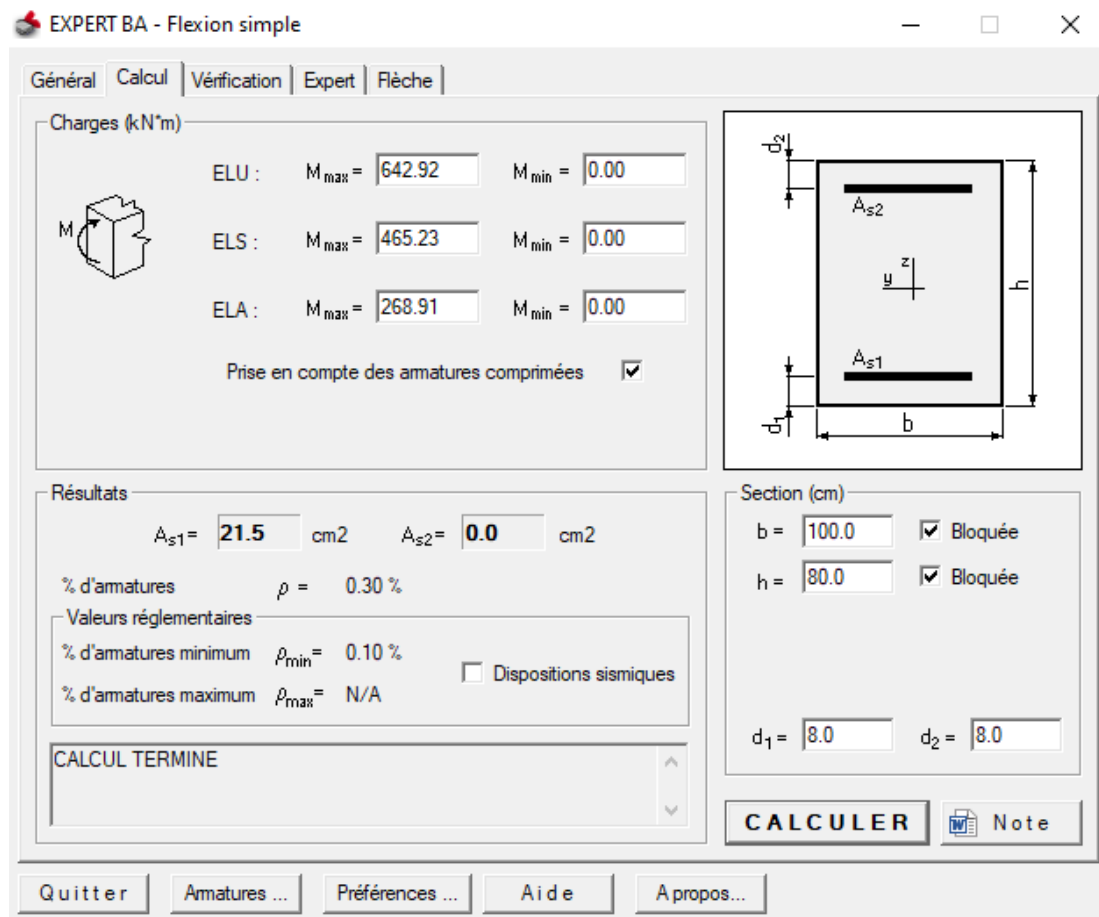 EXPERT BA - Flexion simple
Général Calcul Vérification Expert Flèche
Charges (kN*m)
ELU : M max = 642.92 M min = 0.00
ELS : M max = 465.23 M min = 0.00
ELA : M max = 268.91 M min = 0.00
M
Prise en compte des armatures comprimées
d2
As2
z
y
h
As1
d1
b
Résultats
As1= 21.5 cm2 As2= 0.0 cm2
% d'armatures ρ = 0.30 %
Valeurs réglementaires
% d'armatures minimum ρmin= 0.10 %
Dispositions sismiques
% d'armatures maximum ρmax= N/A
CALCUL TERMINE
Section (cm)
b = 100.0 Bloquée
h = 80.0 Bloquée
d1 = 8.0 d2 = 8.0
CALCULER Note
Quitter Armatures ... Préférences ... Aide A propos...